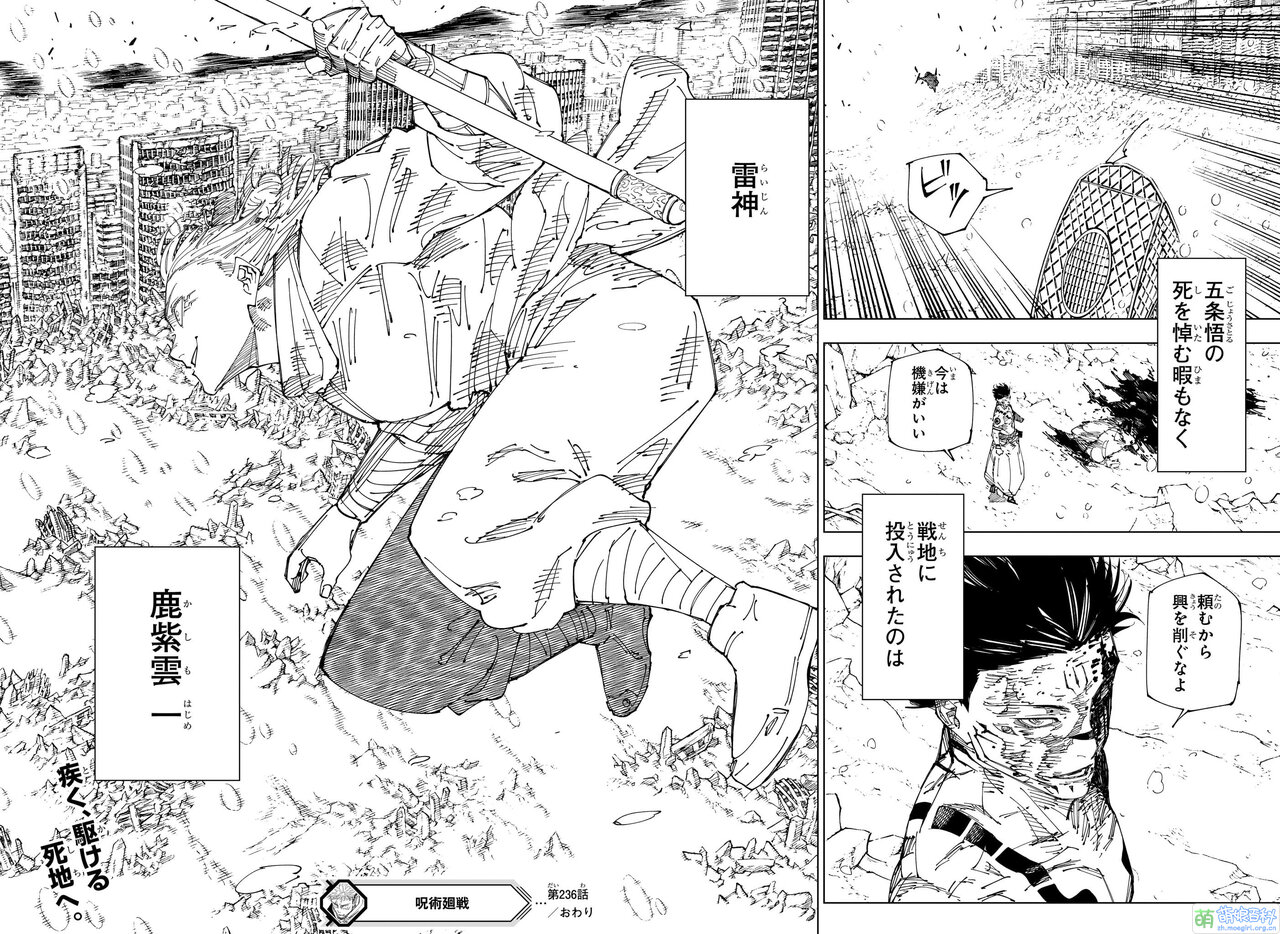 ビッ
五条悟の
死を悼む暇もなく
今は
機嫌がいい
戦地に
投入されたのは
頼むから
興を削ぐなよ
雷神
鹿紫雲 一
疾く、駆ける
死地へ。
呪術廻戦
…
第236話
／おわり
萌娘百科
zh.moegirl.org.cn